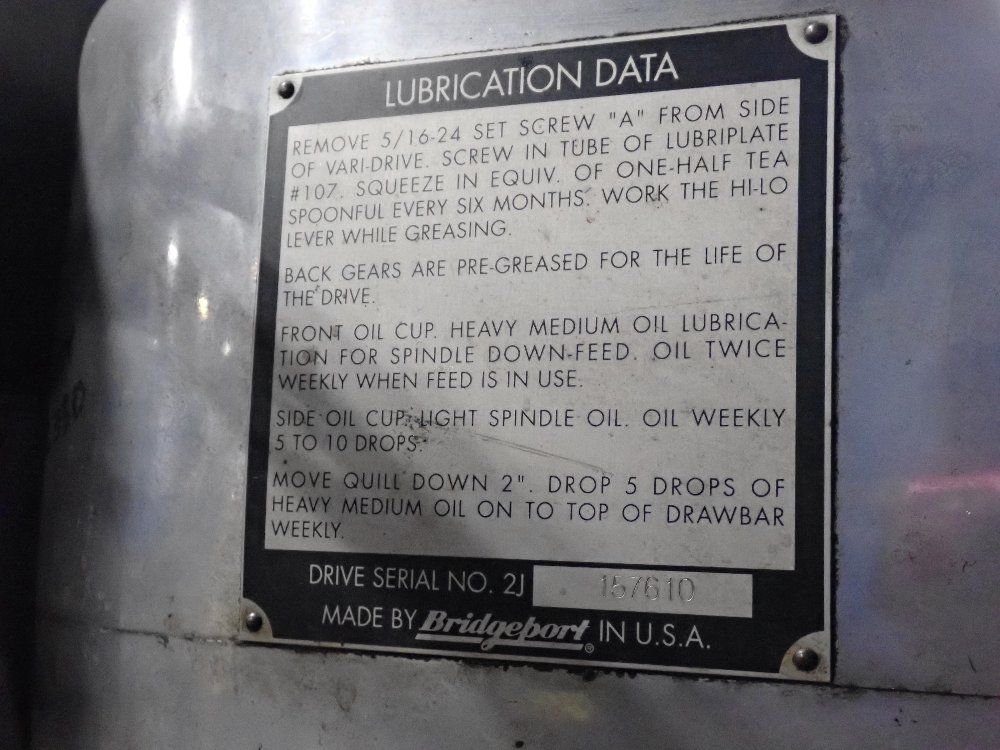 LUBRICATION DATA
REMOVE 5/16-24 SET SCREW "A" FROM SIDE
OF VARI-DRIVE. SCREW IN TUBE OF LUBRIPLATE
#107. SQUEEZE IN EQUIV. OF ONE-HALF TEA
SPOONFUL EVERY SIX MONTHS. WORK THE HI-LO
LEVER WHILE GREASING.
BACK GEARS ARE PRE-GREASED FOR THE LIFE OF
THE DRIVE.
FRONT OIL CUP. HEAVY MEDIUM OIL LUBRICA-
TION FOR SPINDLE DOWN-FEED. OIL TWICE
WEEKLY WHEN FEED IS IN USE.
SIDE OIL CUP. LIGHT SPINDLE OIL. OIL WEEKLY
5 TO 10 DROPS.
MOVE QUILL DOWN 2". DROP 5 DROPS OF
HEAVY MEDIUM OIL ON TO TOP OF DRAWBAR
WEEKLY.
DRIVE SERIAL NO. 2J 157610
MADE BY Bridgeport® IN U.S.A.